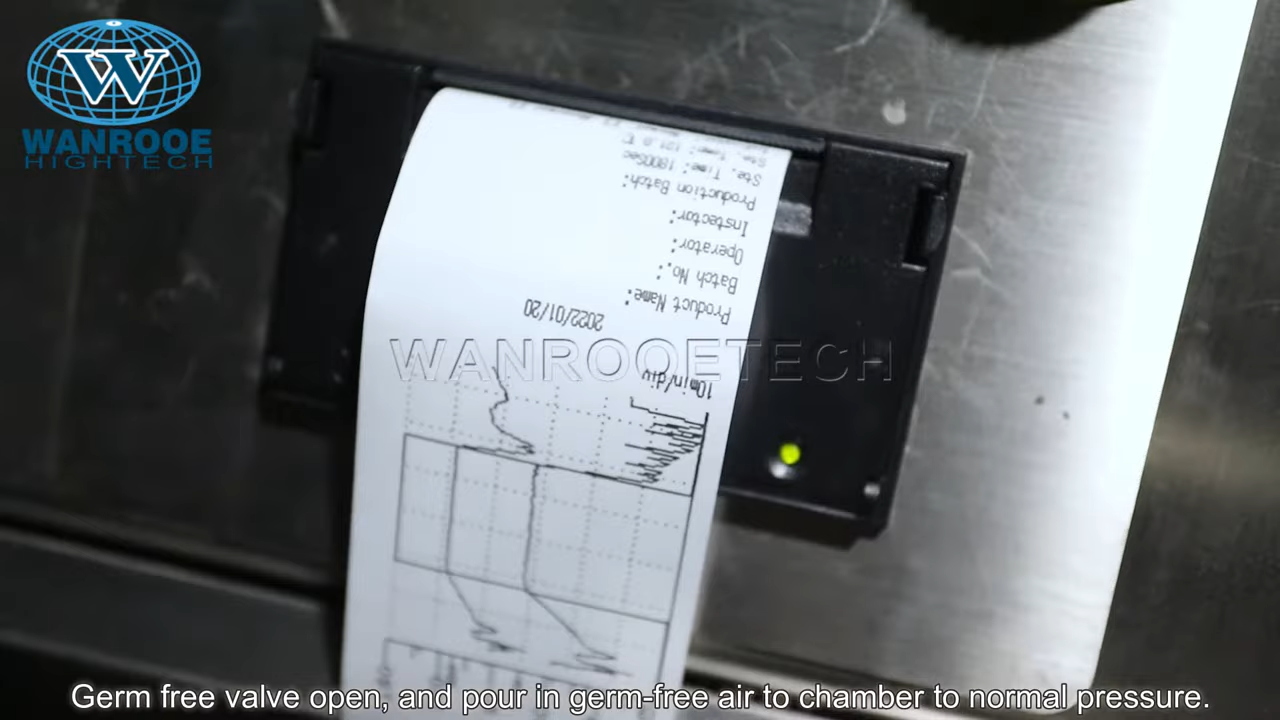 WANROOE
HIGHTECH
Ste. Time: 1800Sec
Production Batch:
Instector:
Operator:
Batch No.:
Product Name:
2022/01/20
10min/div
WANROOETECH
Germ free valve open, and pour in germ-free air to chamber to normal pressure.